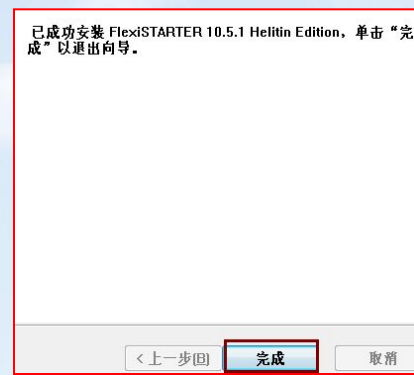 已成功安装 FlexiSTARTER 10.5.1 Helitin Edition，单击“完
成”以退出向导。
<上一步(B) 完成 取消